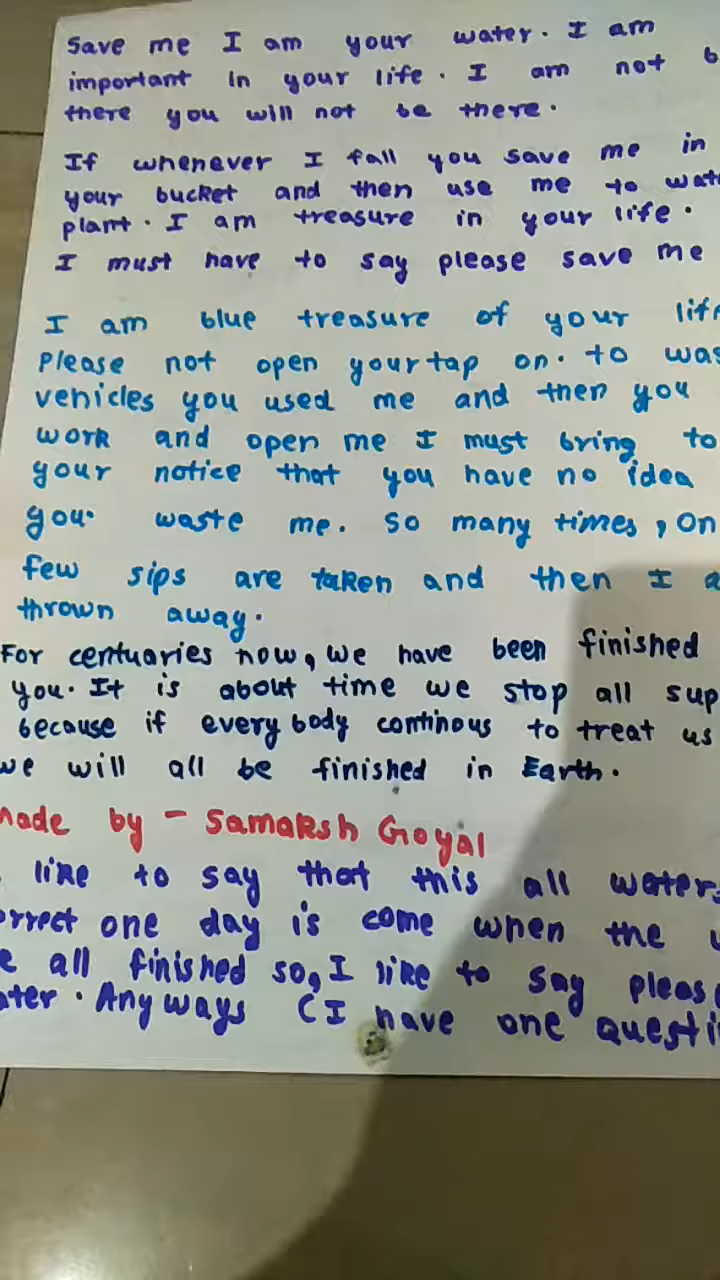 Save me I am your water. I am
important in your life. I am not
there you will not be there.
If whenever I fall you save me in
your bucket and then use me to
plant. I am treasure in your life.
I must have to say please save me
I am blue treasure of your
Please not open your tap on. to
vehicles you used me and then you
work and open me I must bring to
your notice that you have no idea
you waste me. So many times, On
few sips are taken and then I
thrown away.
For centuaries now, we have been finished
you. It is about time we stop all
because if every body continous to treat us
we will all be finished in Earth.
made by - Samaksh Goyal
like to say that this all
one day is come when the
all finished so, I like to say
Any ways (I have one